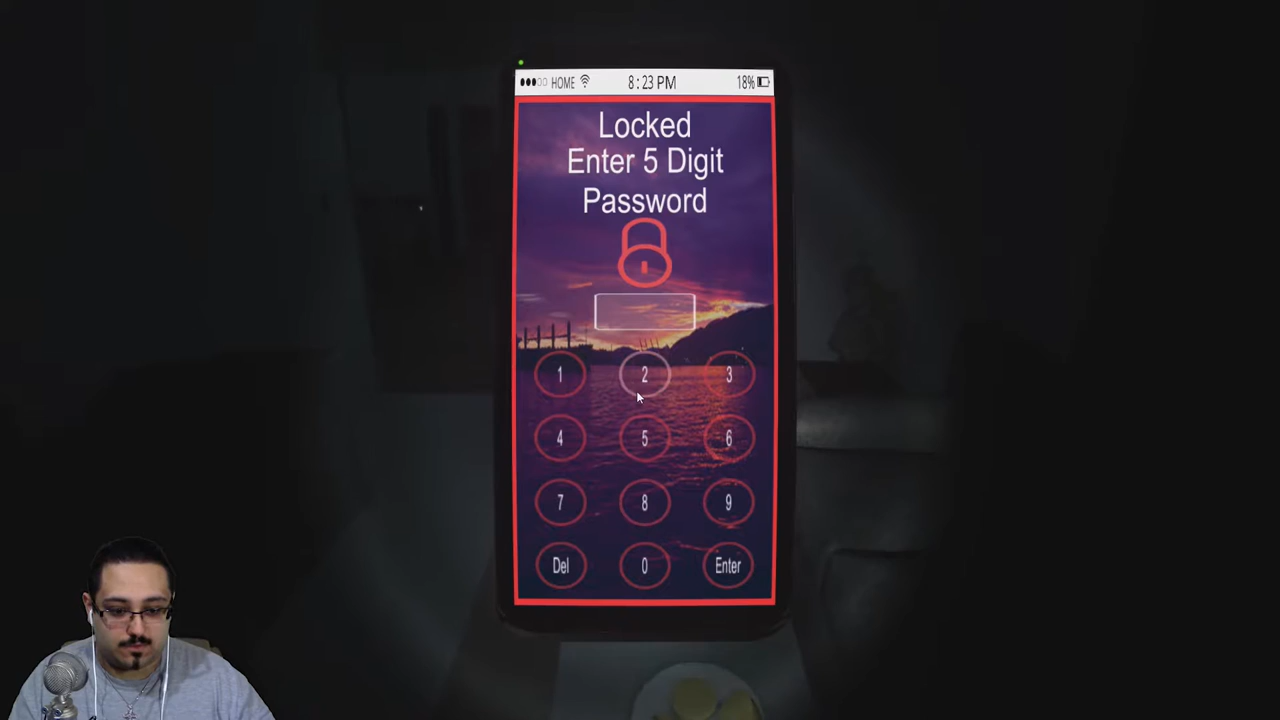 HOME 8:23 PM 18%
Locked
Enter 5 Digit
Password
1 2 3
4 5 6
7 8 9
Del 0 Enter